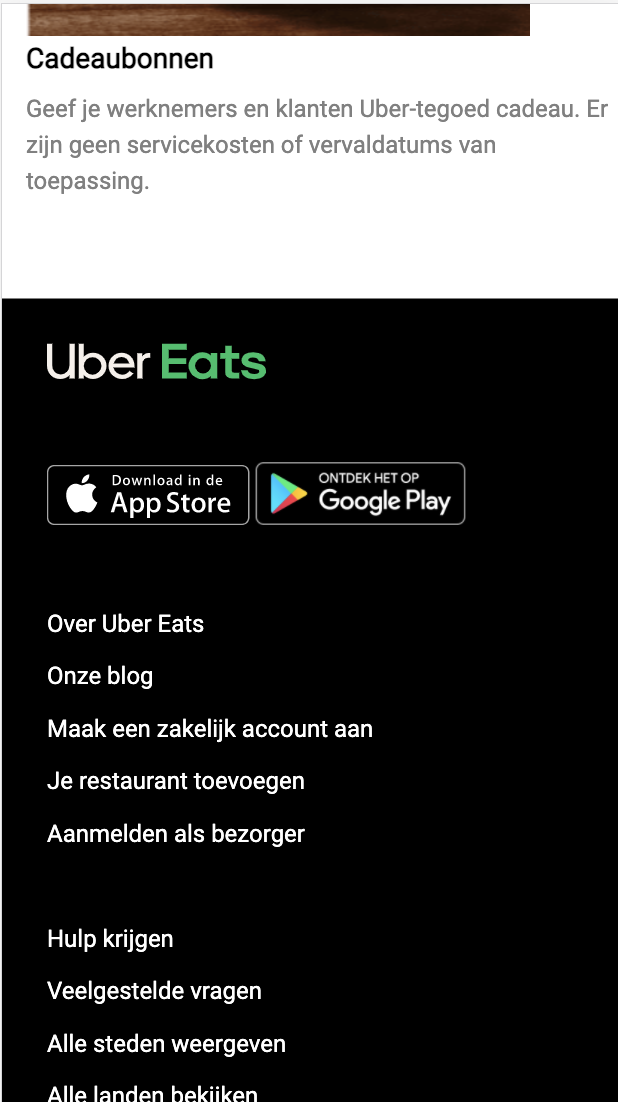 Cadeaubonnen
Geef je werknemers en klanten Uber-tegoed cadeau. Er
zijn geen servicekosten of vervaldatums van
toepassing.
Uber Eats
Download in de
App Store
ONTDEK HET OP
Google Play
Over Uber Eats
Onze blog
Maak een zakelijk account aan
Je restaurant toevoegen
Aanmelden als bezorger
Hulp krijgen
Veelgestelde vragen
Alle steden weergeven
Alle landen bekijken